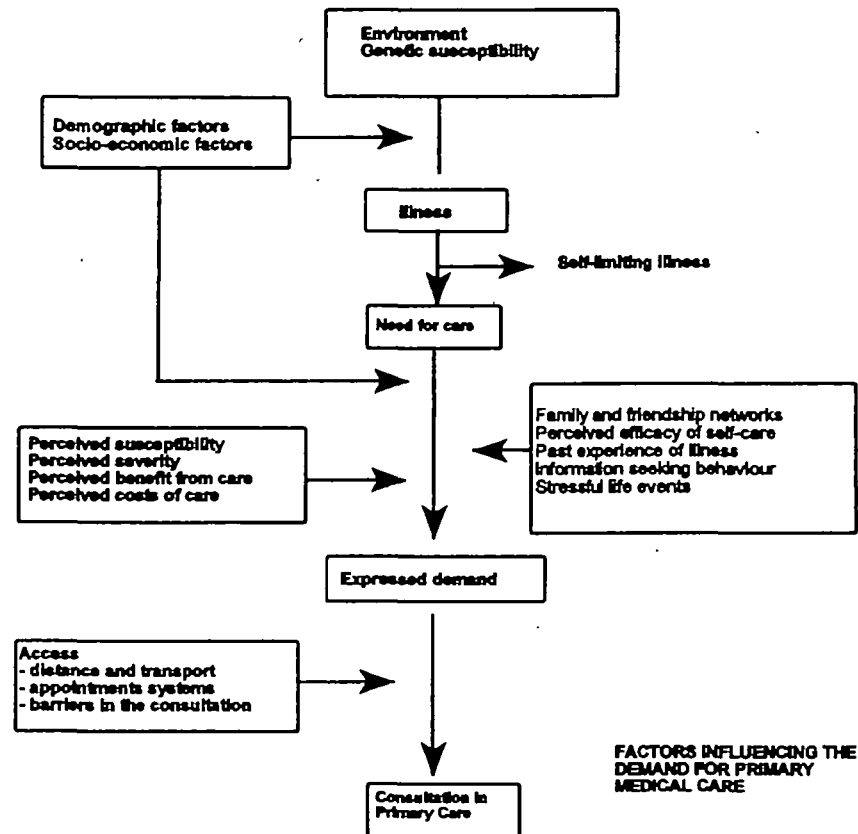 Environment
Genetic susceptibility
Demographic factors
Socio-economic factors
Illness
Self-limiting illness
Need for care
Family and friendship networks
Perceived efficacy of self-care
Past experience of illness
Information seeking behaviour
Stressful life events
Perceived susceptibility
Perceived severity
Perceived benefit from care
Perceived costs of care
Expressed demand
Access
- distance and transport
- appointments systems
- barriers in the consultation
FACTORS INFLUENCING THE
DEMAND FOR PRIMARY
MEDICAL CARE
Consultation in
Primary Care